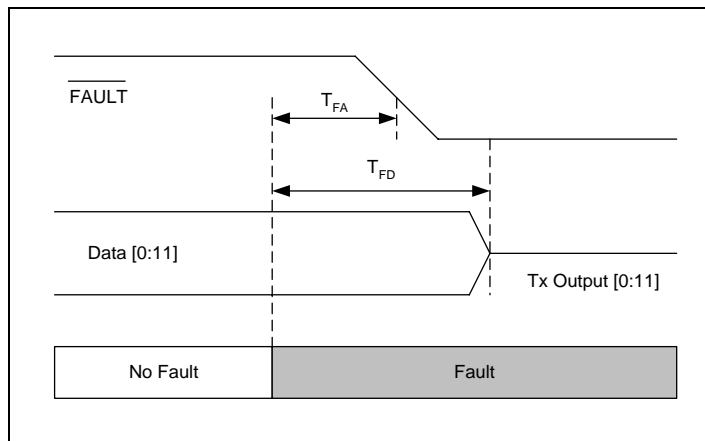 FAULT
TFA
TFD
Data [0:11]
Tx Output [0:11]
No Fault
Fault